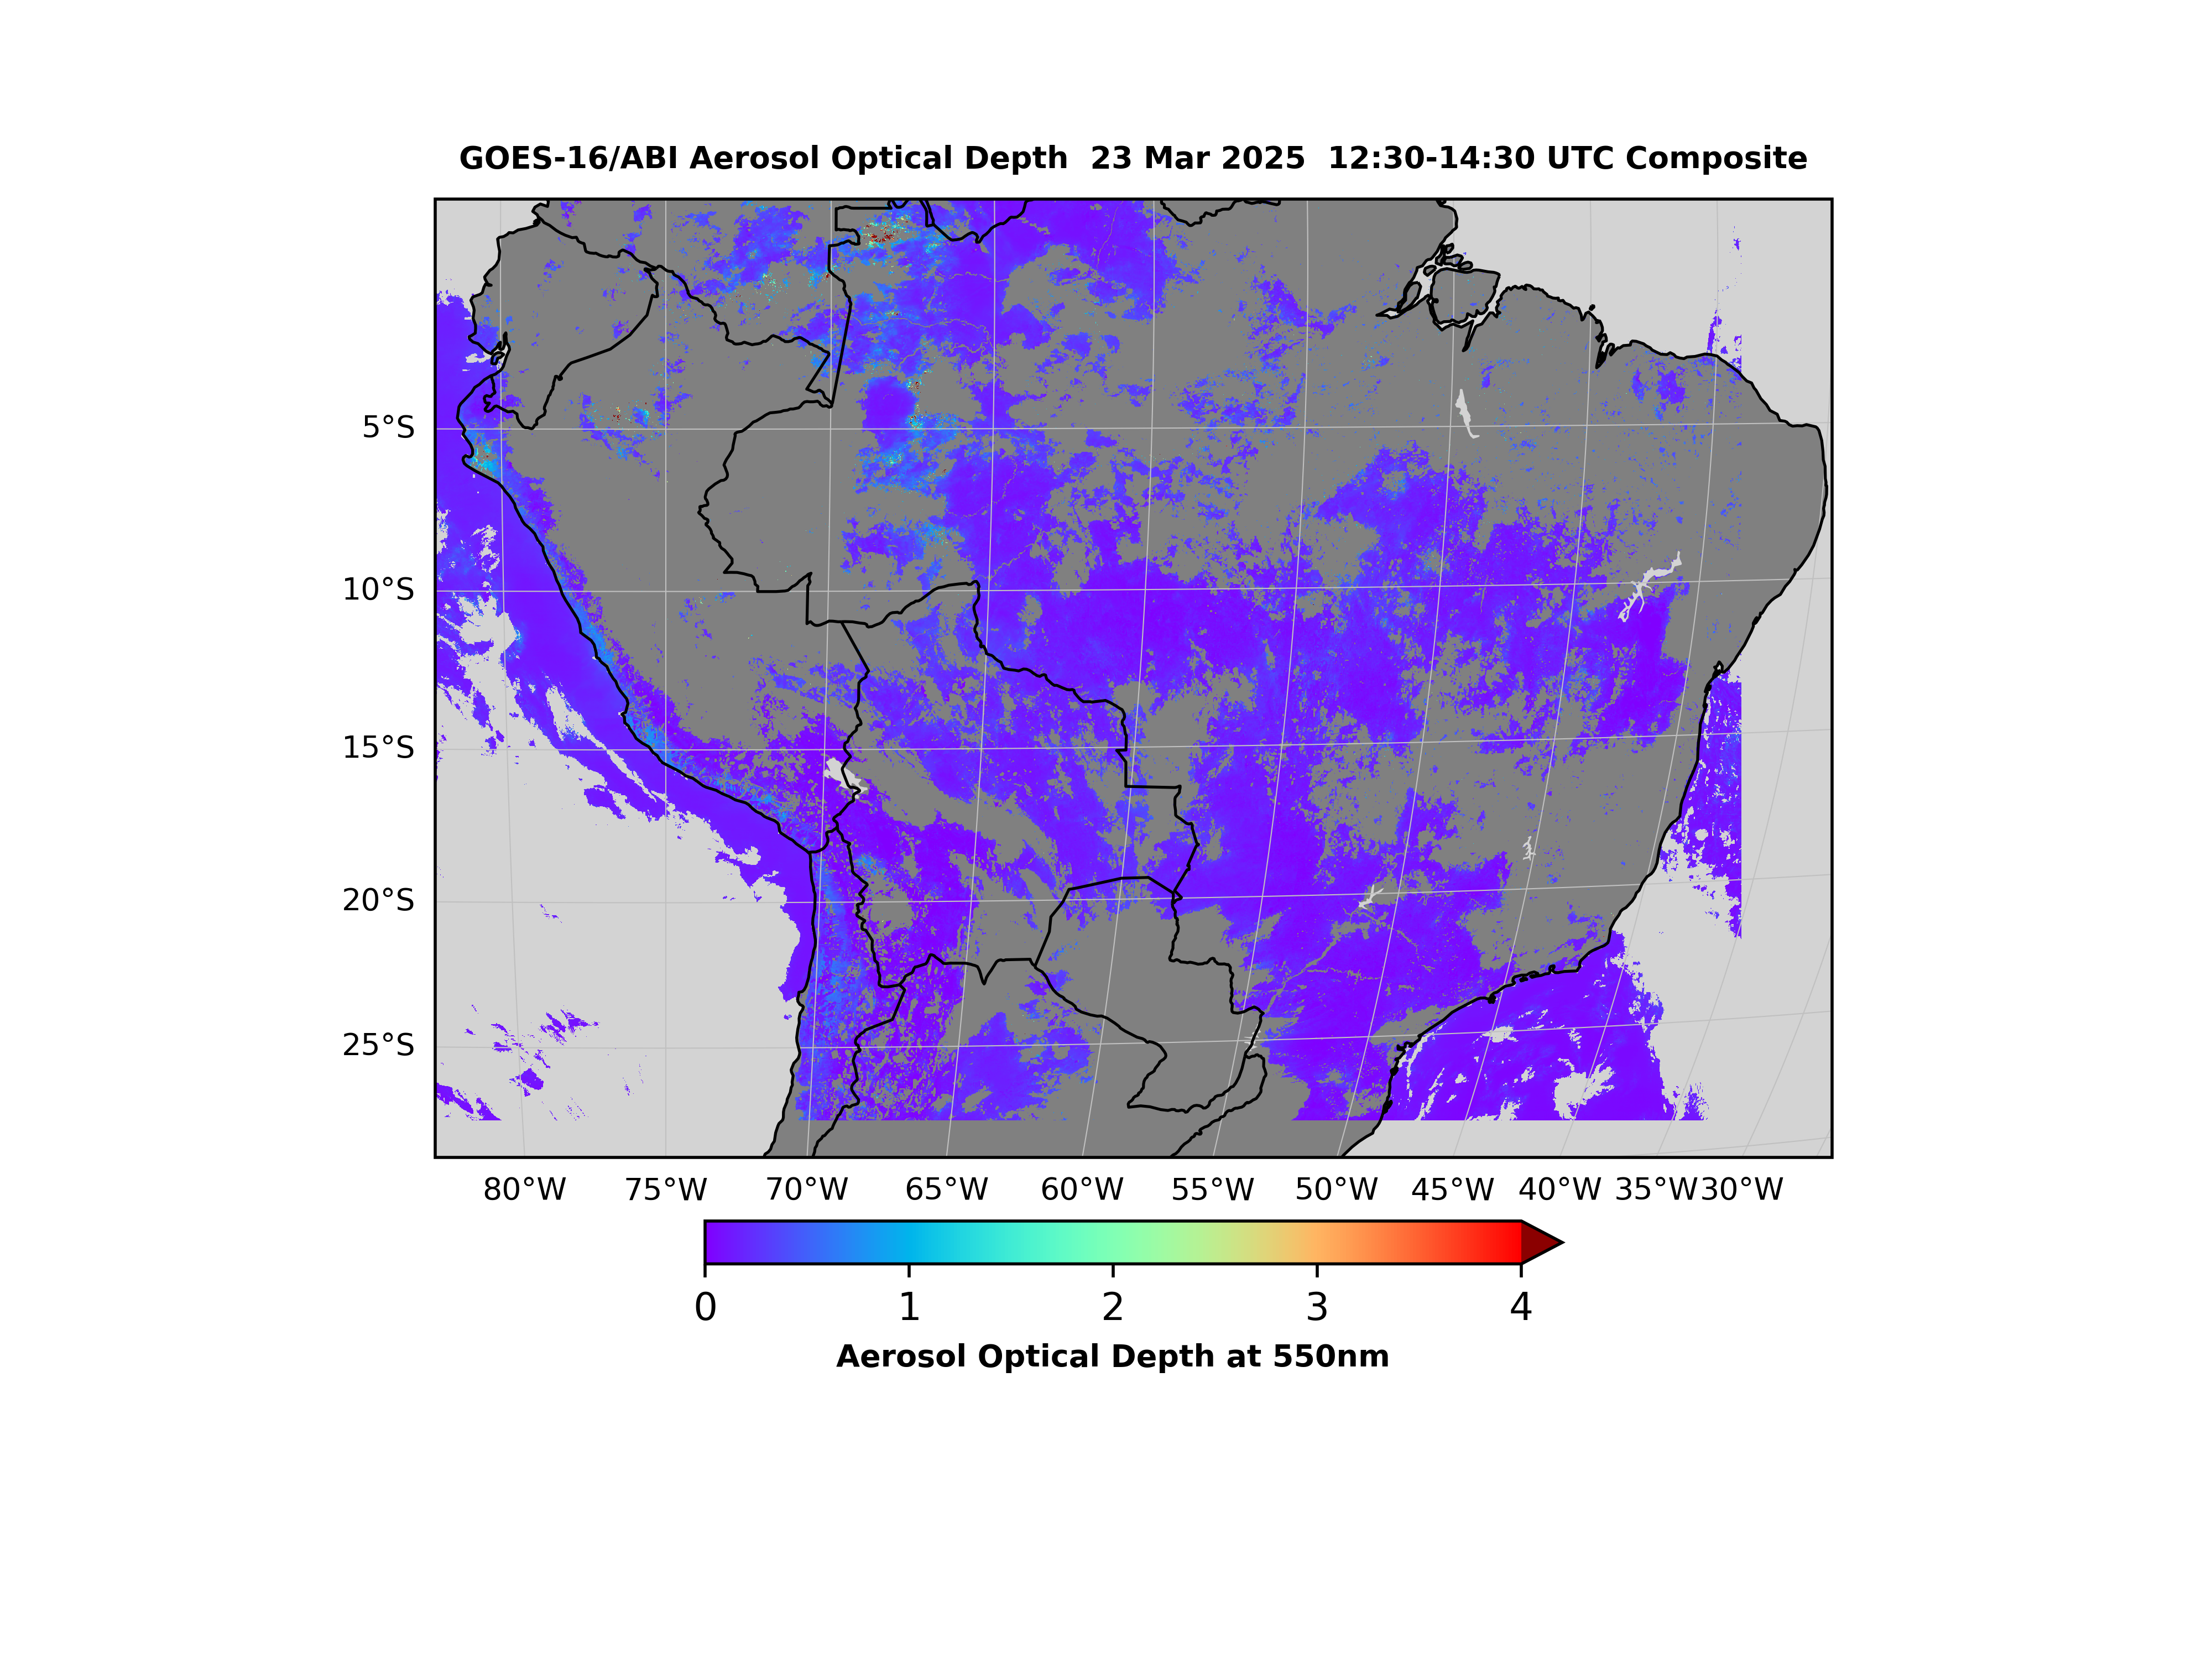 GOES-16/ABI Aerosol Optical Depth  23 Mar 2025  12:30-14:30 UTC Composite
5°S
10°S
15°S
20°S
25°S
80°W 75°W 70°W 65°W 60°W 55°W 50°W 45°W 40°W 35°W 30°W
0 1 2 3 4
Aerosol Optical Depth at 550nm